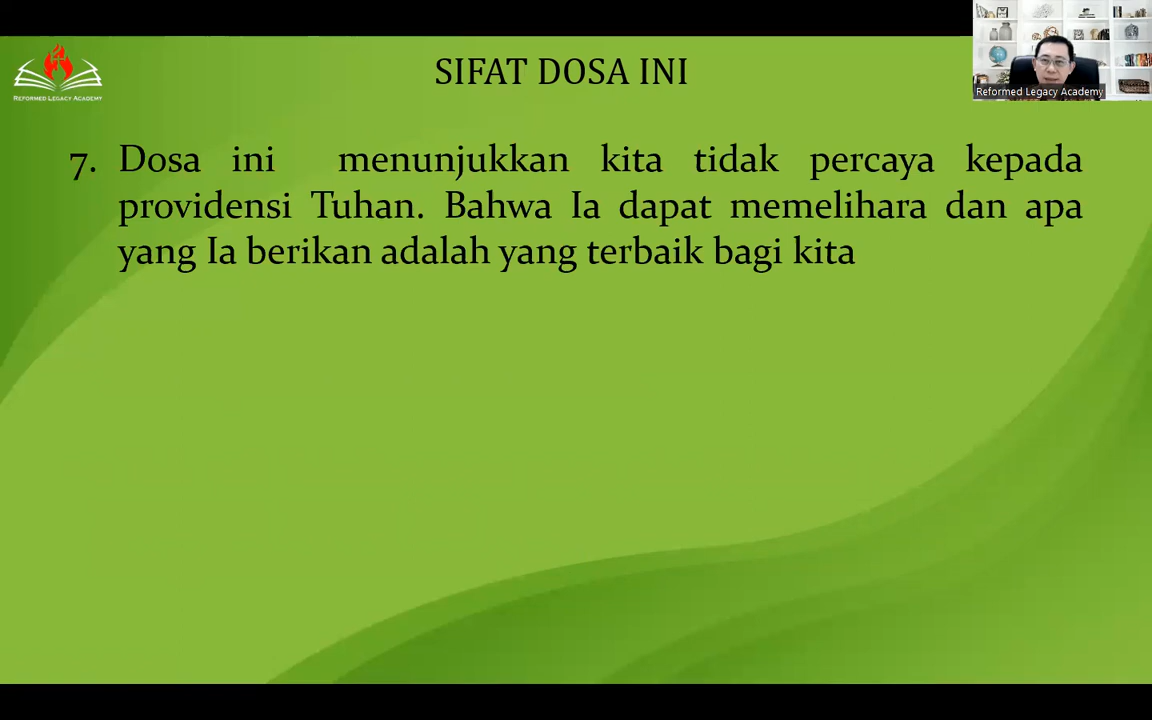 REFORMED LEGACY ACADEMY
SIFAT DOSA INI
Reformed Legacy Academy
7. Dosa ini menunjukkan kita tidak percaya kepada
providensi Tuhan. Bahwa Ia dapat memelihara dan apa
yang Ia berikan adalah yang terbaik bagi kita